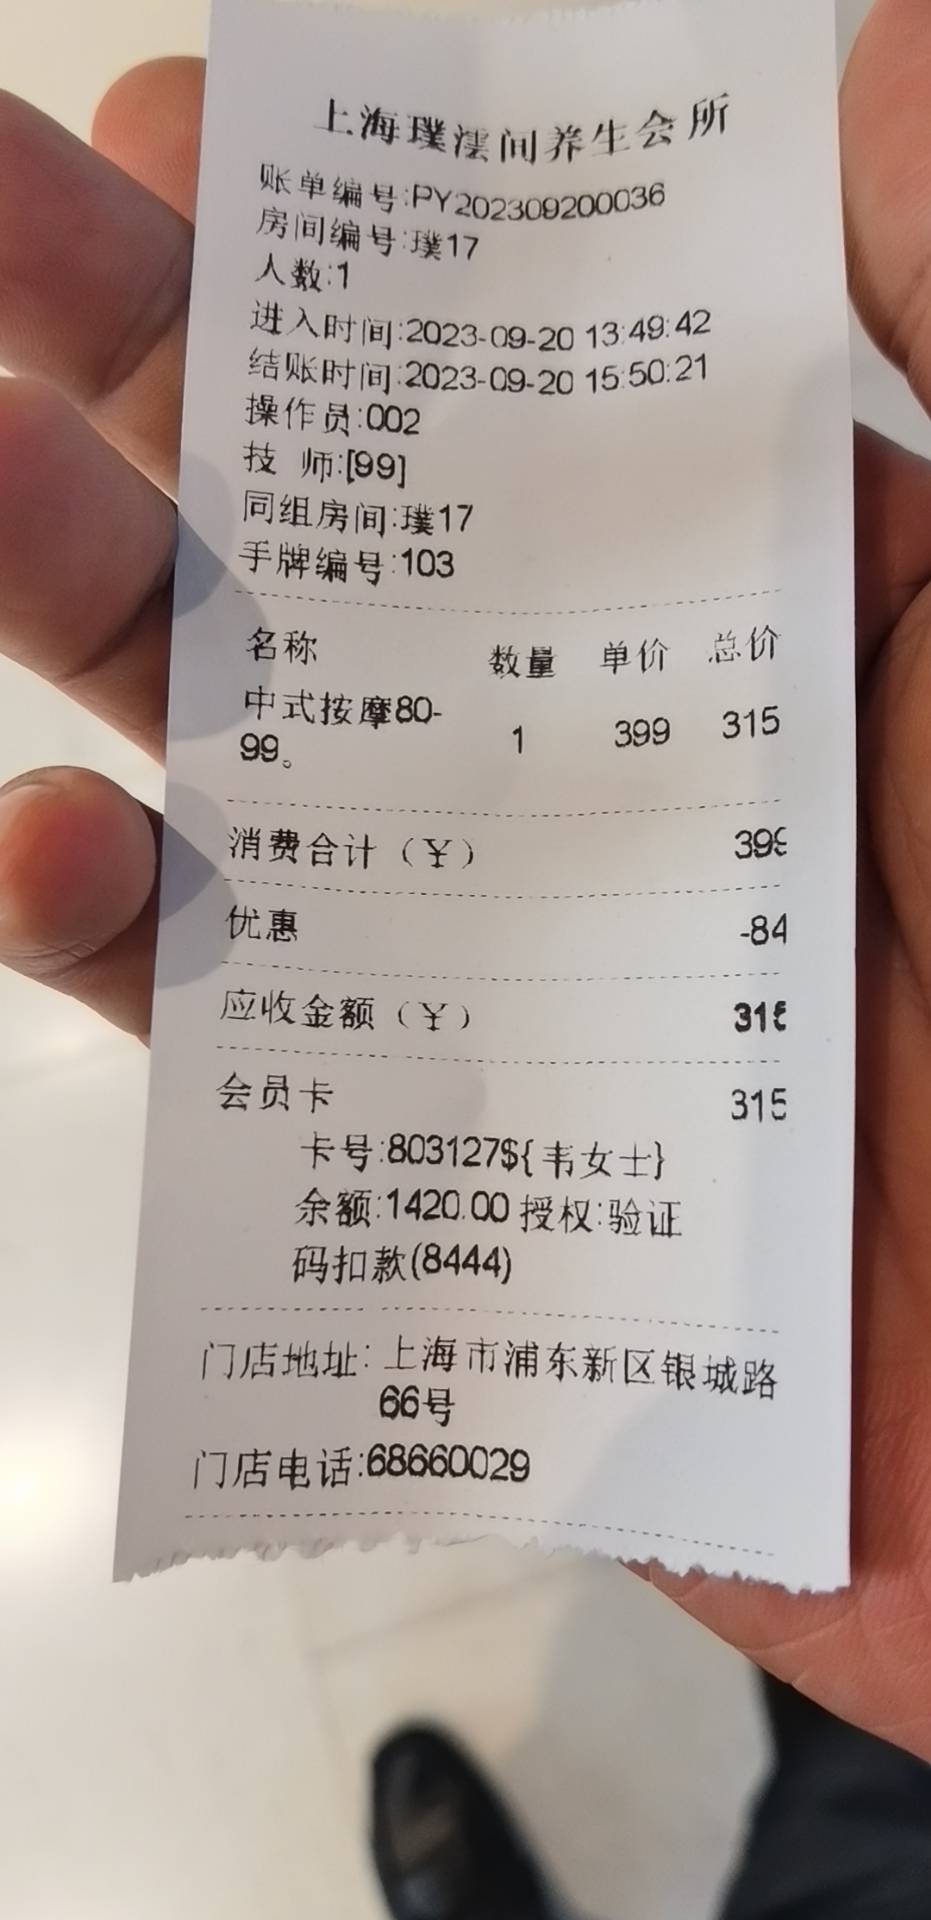 上海璞澐间养生会所
账单编号:PY202309200036
房间编号:璞17
人数:1
进入时间:2023-09-20 13:49:42
结账时间:2023-09-20 15:50:21
操作员:002
技 师:[99]
同组房间:璞17
手牌编号:103
名称 数量 单价 总价
中式按摩80-
99。 1 399 315
消费合计（¥） 399
优惠 -84
应收金额（¥） 315
会员卡 315
卡号:803127${韦女士}
余额:1420.00 授权:验证
码扣款(8444)
门店地址: 上海市浦东新区银城路
66号
门店电话:68660029